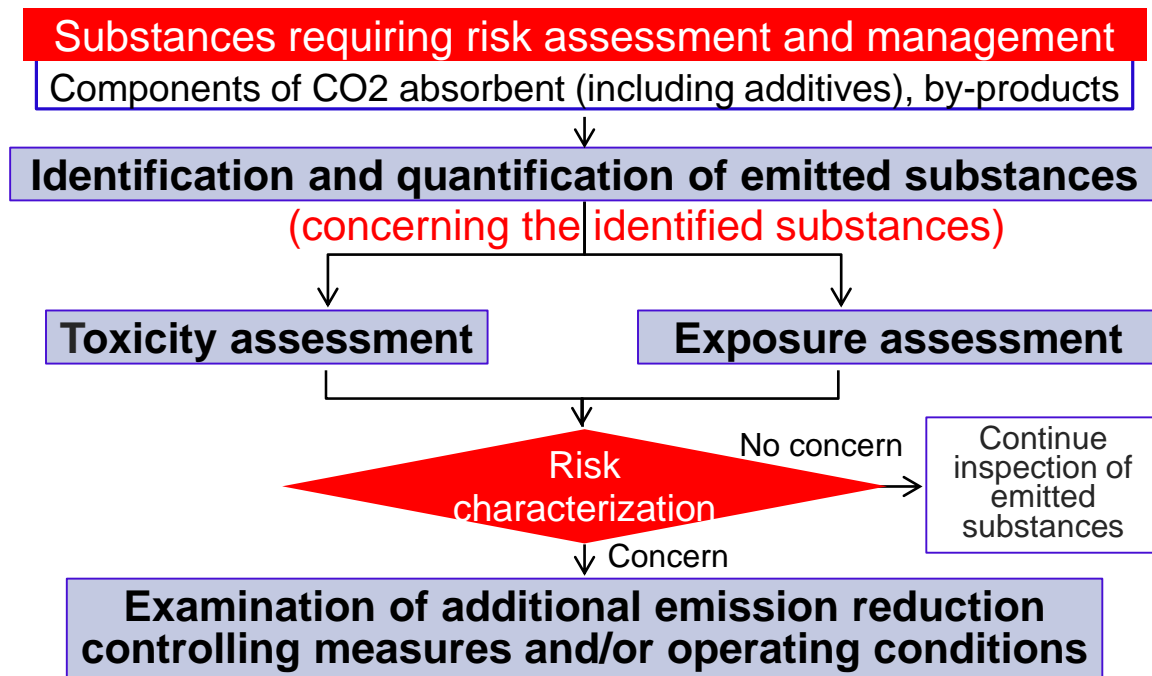 Substances requiring risk assessment and management
Components of CO2 absorbent (including additives), by-products
Identification and quantification of emitted substances
(concerning the identified substances)
Toxicity assessment
Exposure assessment
Risk
characterization
No concern
Continue
inspection of
emitted
substances
Concern
Examination of additional emission reduction
controlling measures and/or operating conditions